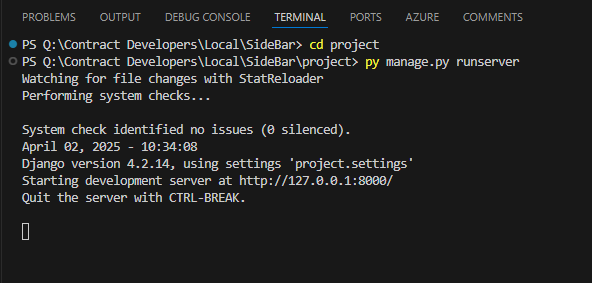 PROBLEMS OUTPUT DEBUG CONSOLE TERMINAL PORTS AZURE COMMENTS
PS Q:\Contract Developers\Local\SideBar> cd project
PS Q:\Contract Developers\Local\SideBar\project> py manage.py runserver
Watching for file changes with StatReloader
Performing system checks...
System check identified no issues (0 silenced).
April 02, 2025 - 10:34:08
Django version 4.2.14, using settings 'project.settings'
Starting development server at http://127.0.0.1:8000/
Quit the server with CTRL-BREAK.